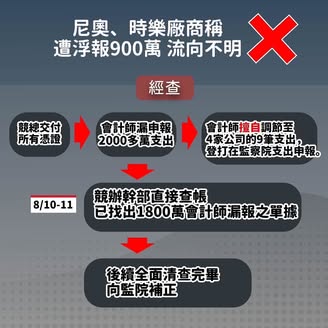 尼奧、時樂廠商稱
遭浮報900萬 流向不明
經查
競總交付
所有憑證
會計師漏申報
2000多萬支出
會計師擅自調節至
4家公司的9筆支出,
登打在監察院支出申報。
8/10-11
競辦幹部直接查帳
已找出1800萬會計師漏報之單據
後續全面清查完畢
向監院補正